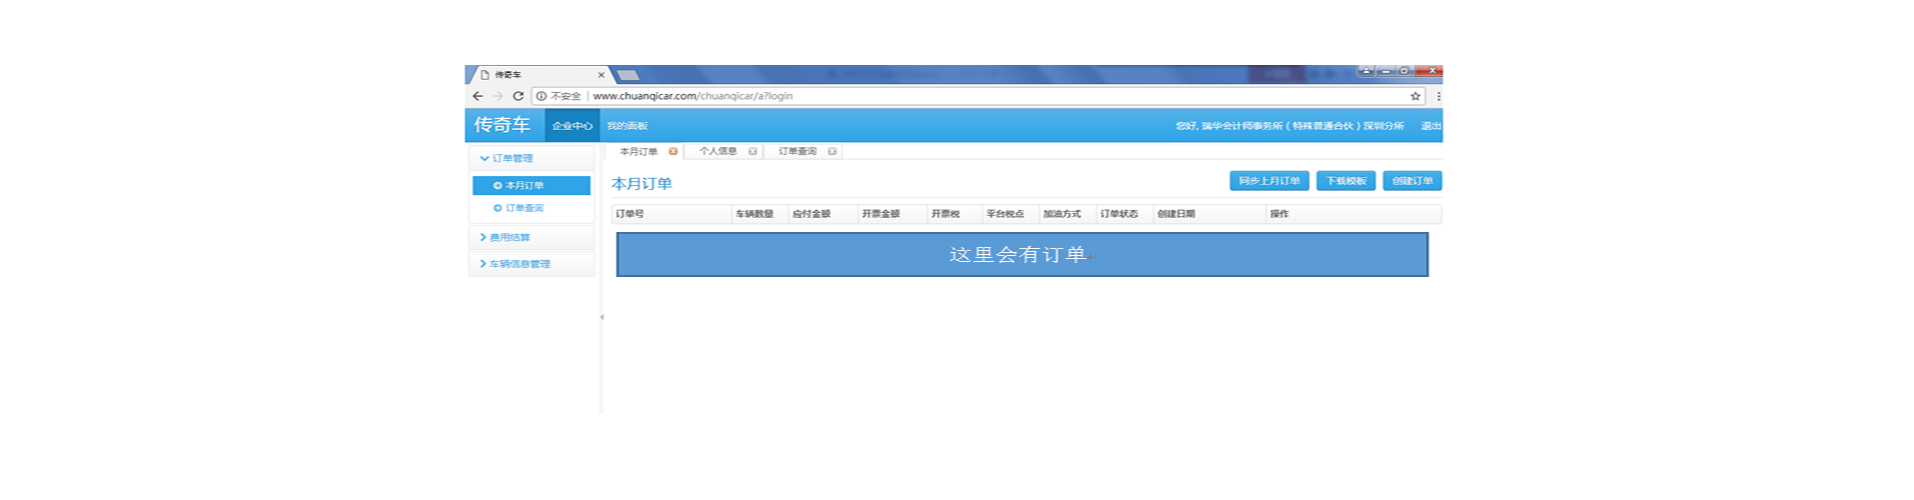 传奇车
不安全 www.chuanqicar.com/chuanqicar/a?login
传奇车 企业中心 我的面板 您好, 瑞华会计师事务所(特殊普通合伙)深圳分所 退出
订单管理 本月订单 个人信息 订单查询
本月订单
订单查询
费用结算
车辆信息管理
本月订单 同步上月订单 下载模板 创建订单
订单号 车辆数量 应付金额 开票金额 开票税 平台税点 加油方式 订单状态 创建日期 操作
这里会有订单